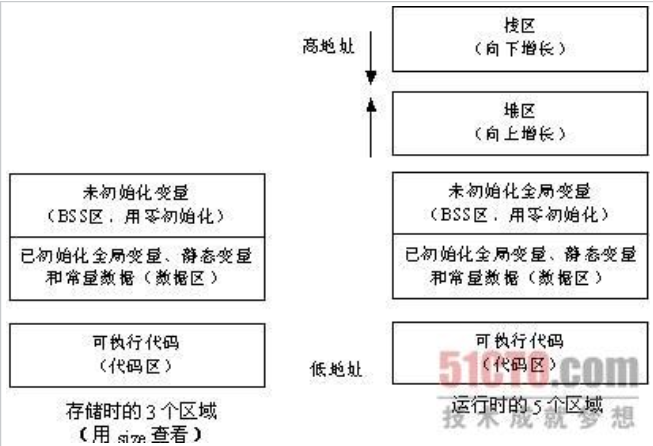 栈区
（向下增长）
高地址
堆区
（向上增长）
未初始化变量
（BSS区，用零初始化）
已初始化全局变量、静态变量
和常量数据（数据区）
未初始化全局变量
（BSS区，用零初始化）
已初始化全局变量、静态变量
和常量数据（数据区）
可执行代码
（代码区）
低地址
可执行代码
（代码区）
存储时的3个区域
（用size查看）
运行时的5个区域
51CTO.com
技术成就梦想